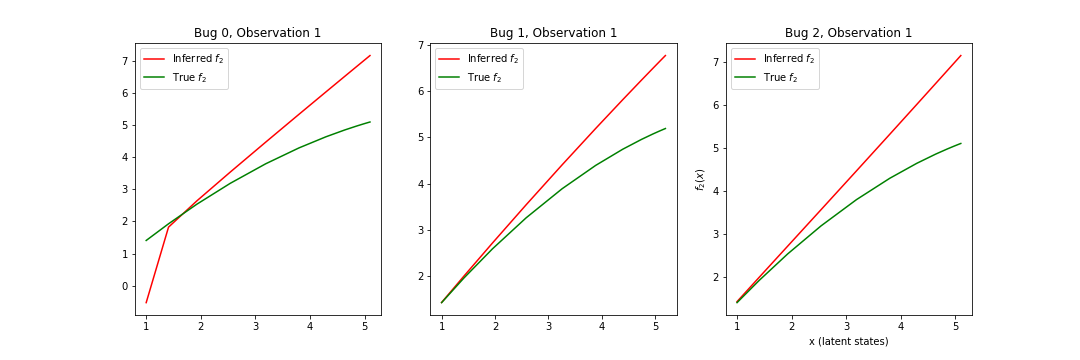 Bug 0, Observation 1
Inferred f₂
True f₂
7
6
5
4
3
2
1
0
1 2 3 4 5
Bug 1, Observation 1
Inferred f₂
True f₂
7
6
5
4
3
2
1 2 3 4 5
Bug 2, Observation 1
Inferred f₂
True f₂
f₂(x)
7
6
5
4
3
2
1 2 3 4 5
x (latent states)